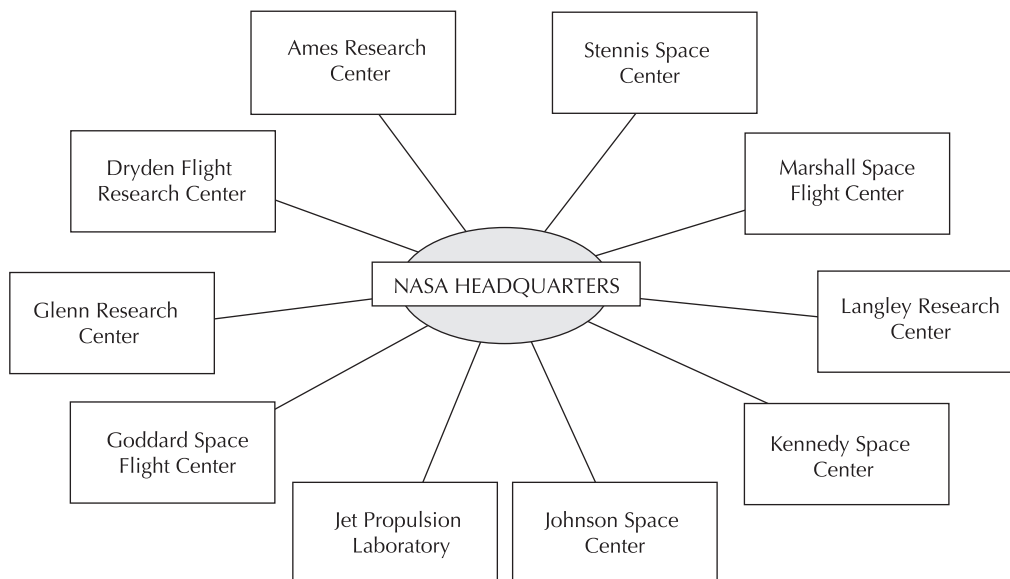 Ames Research
Center
Stennis Space
Center
Dryden Flight
Research Center
Marshall Space
Flight Center
NASA HEADQUARTERS
Glenn Research
Center
Langley Research
Center
Goddard Space
Flight Center
Kennedy Space
Center
Jet Propulsion
Laboratory
Johnson Space
Center